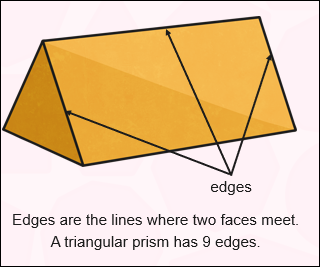 edges
Edges are the lines where two faces meet.
A triangular prism has 9 edges.